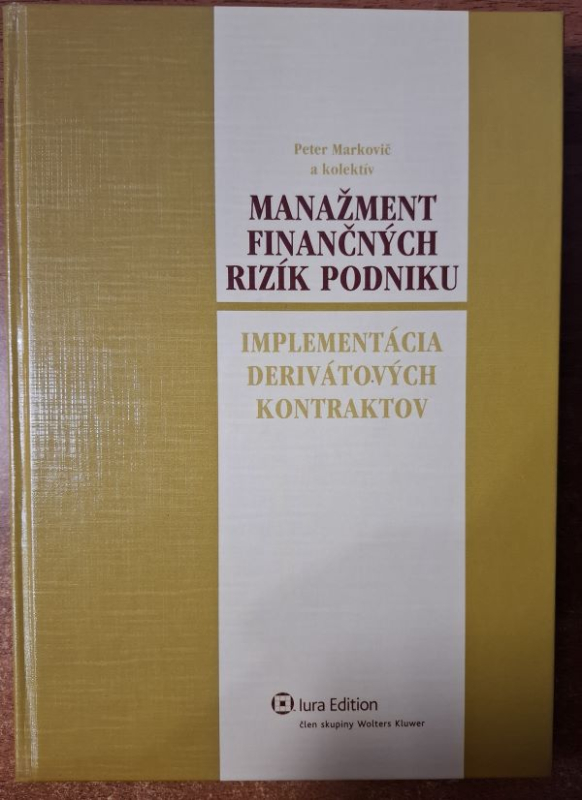 Peter Markovič
a kolektív
MANAŽMENT
FINANČNÝCH
RIZÍK PODNIKU
IMPLEMENTÁCIA
DERIVÁTOVÝCH
KONTRAKTOV
Iura Edition
člen skupiny Wolters Kluwer